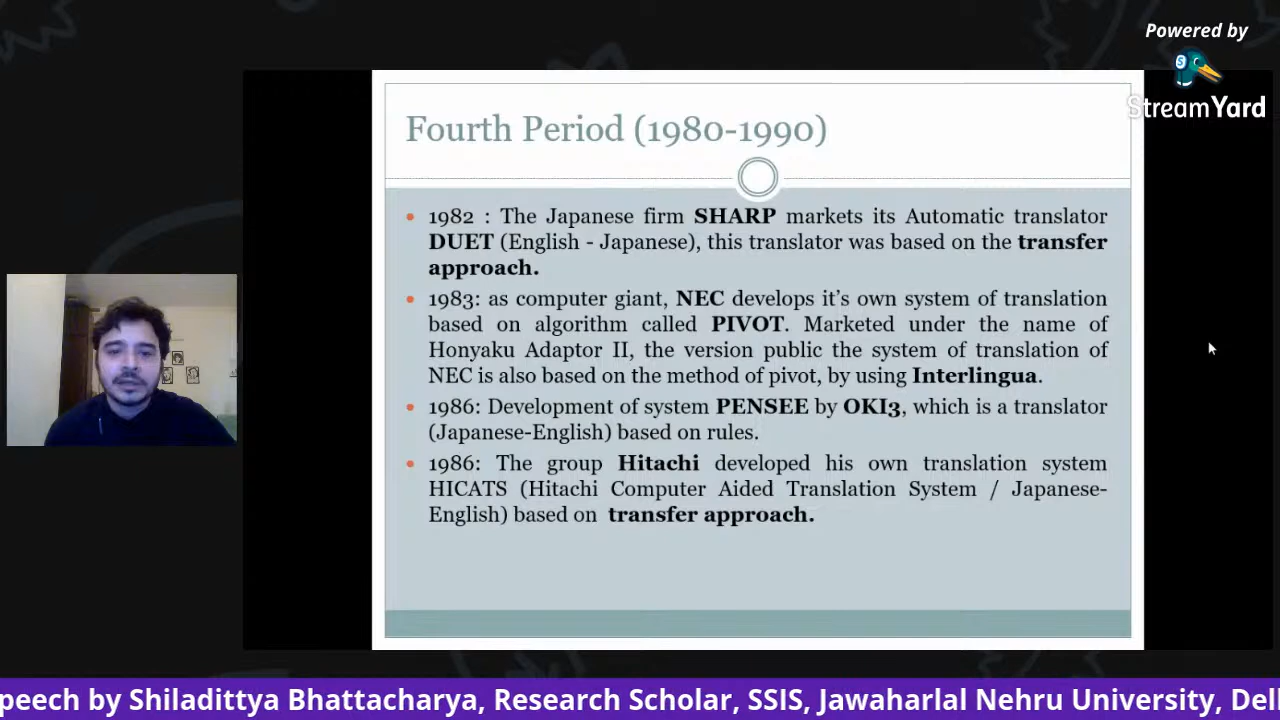 Powered by
StreamYard
Fourth Period (1980-1990)
• 1982 : The Japanese firm SHARP markets its Automatic translator
DUET (English - Japanese), this translator was based on the transfer
approach.
• 1983: as computer giant, NEC develops it's own system of translation
based on algorithm called PIVOT. Marketed under the name of
Honyaku Adaptor II, the version public the system of translation of
NEC is also based on the method of pivot, by using Interlingua.
• 1986: Development of system PENSEE by OKI3, which is a translator
(Japanese-English) based on rules.
• 1986: The group Hitachi developed his own translation system
HICATS (Hitachi Computer Aided Translation System / Japanese-
English) based on transfer approach.
peech by Shiladittya Bhattacharya, Research Scholar, SSIS, Jawaharlal Nehru University, Del